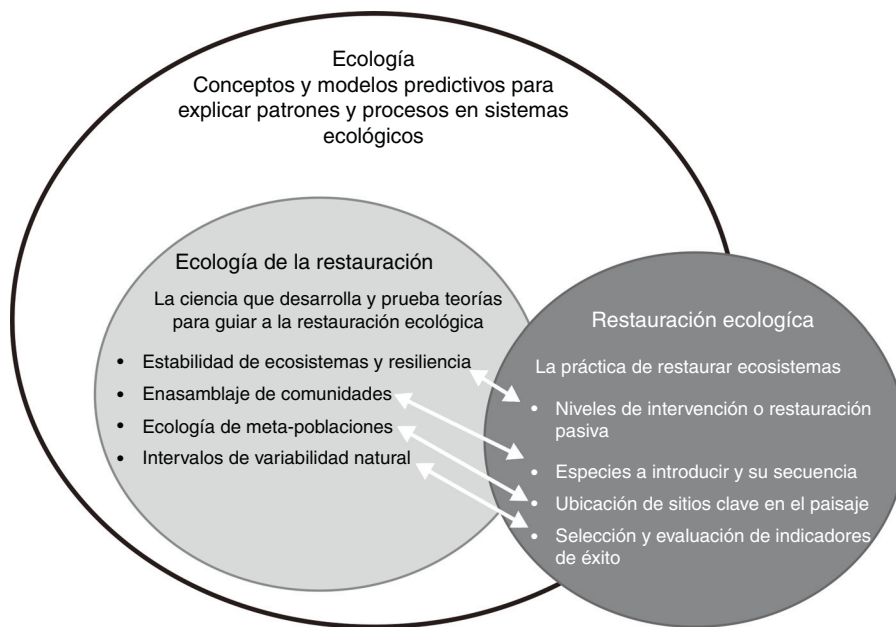 Ecología
Conceptos y modelos predictivos para
explicar patrones y procesos en sistemas
ecológicos
Ecología de la restauración
La ciencia que desarrolla y prueba teorías
para guiar a la restauración ecológica
• Estabilidad de ecosistemas y resiliencia
• Enasamblaje de comunidades
• Ecología de meta-poblaciones
• Intervalos de variabilidad natural
Restauración ecologíca
La práctica de restaurar ecosistemas
• Niveles de intervención o restauración
pasiva
• Especies a introducir y su secuencia
• Ubicación de sitios clave en el paisaje
• Selección y evaluación de indicadores
de éxito